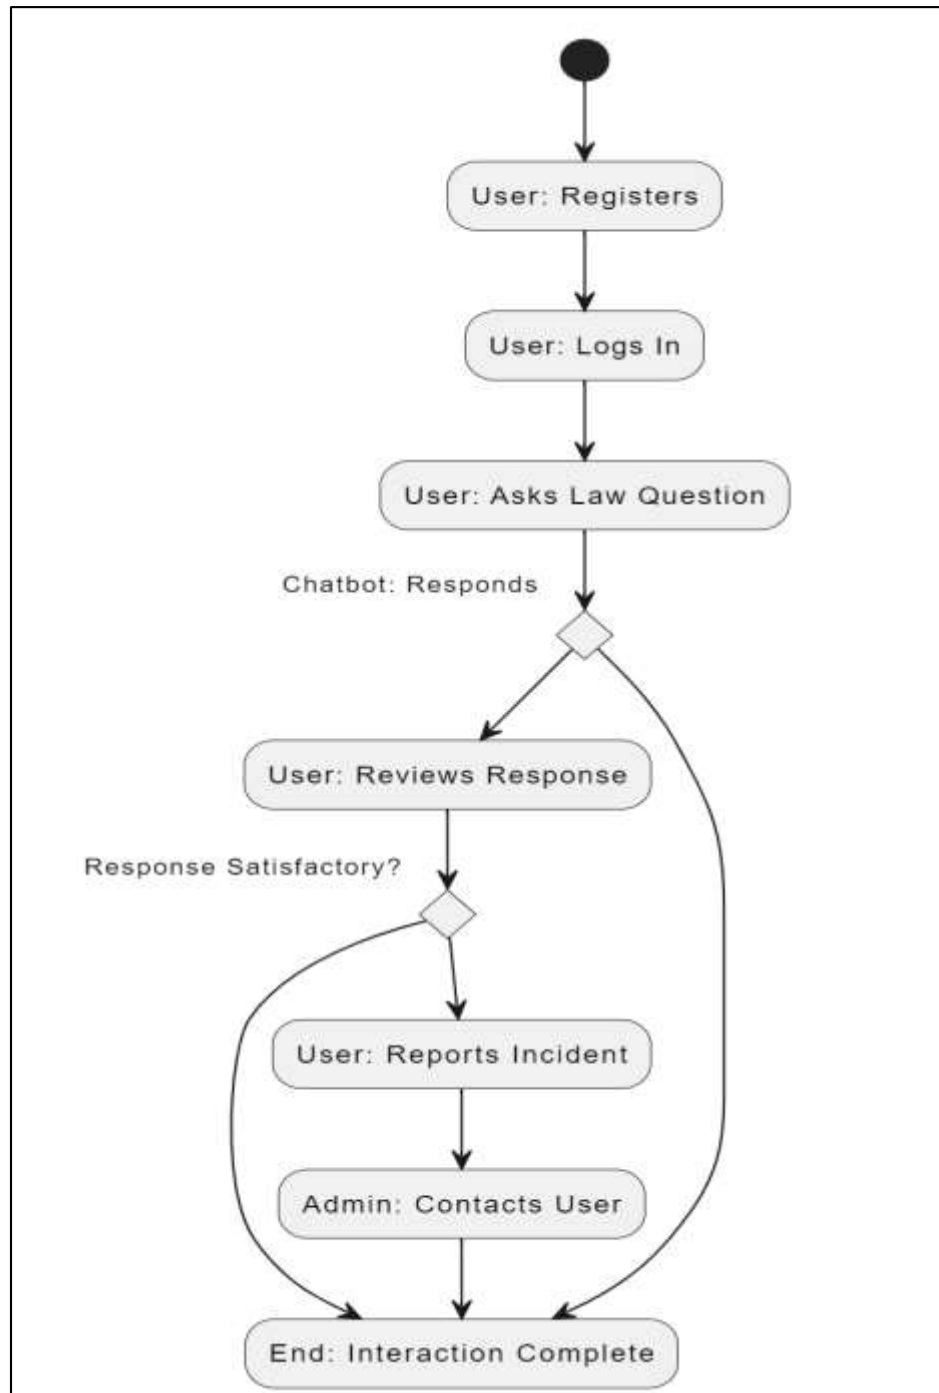 User: Registers
User: Logs In
User: Asks Law Question
Chatbot: Responds
User: Reviews Response
Response Satisfactory?
User: Reports Incident
Admin: Contacts User
End: Interaction Complete